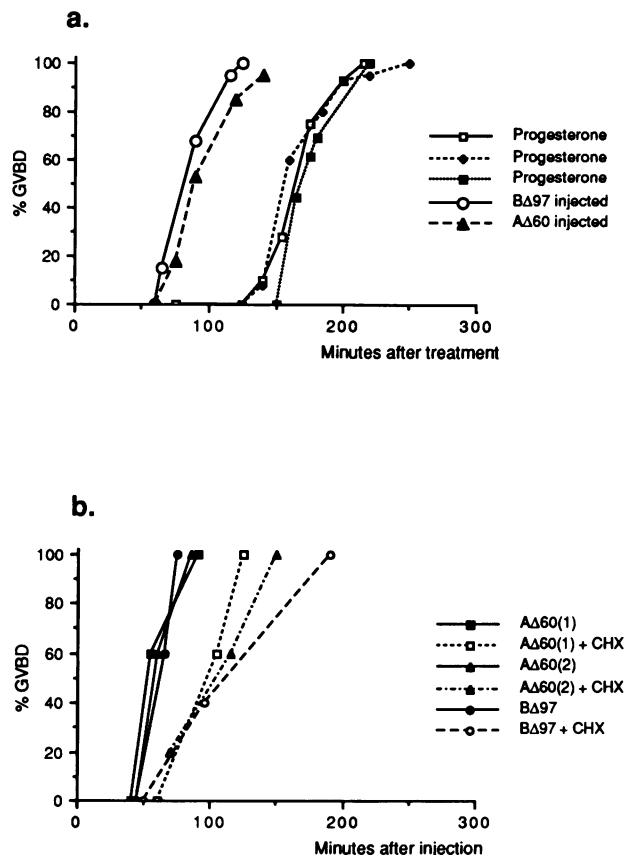 a.
100
80
60
40
20
0
% GVBD
0 100 200 300
Minutes after treatment
Progesterone
Progesterone
Progesterone
BΔ97 injected
AΔ60 injected
b.
100
80
60
40
20
0
% GVBD
0 100 200 300
Minutes after injection
AΔ60(1)
AΔ60(1) + CHX
AΔ60(2)
AΔ60(2) + CHX
BΔ97
BΔ97 + CHX